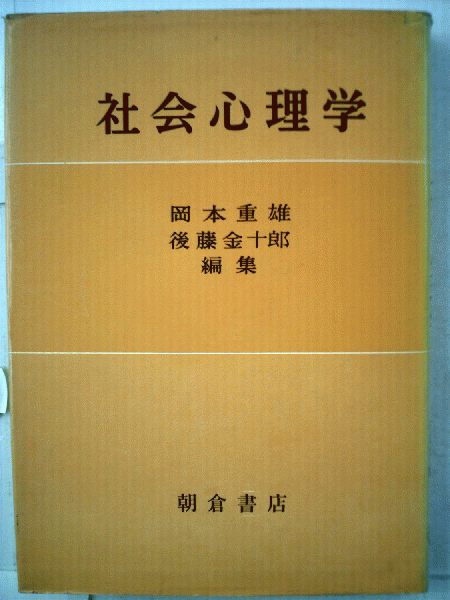 社会心理学
岡本重雄
後藤金十郎
編集
朝倉書店